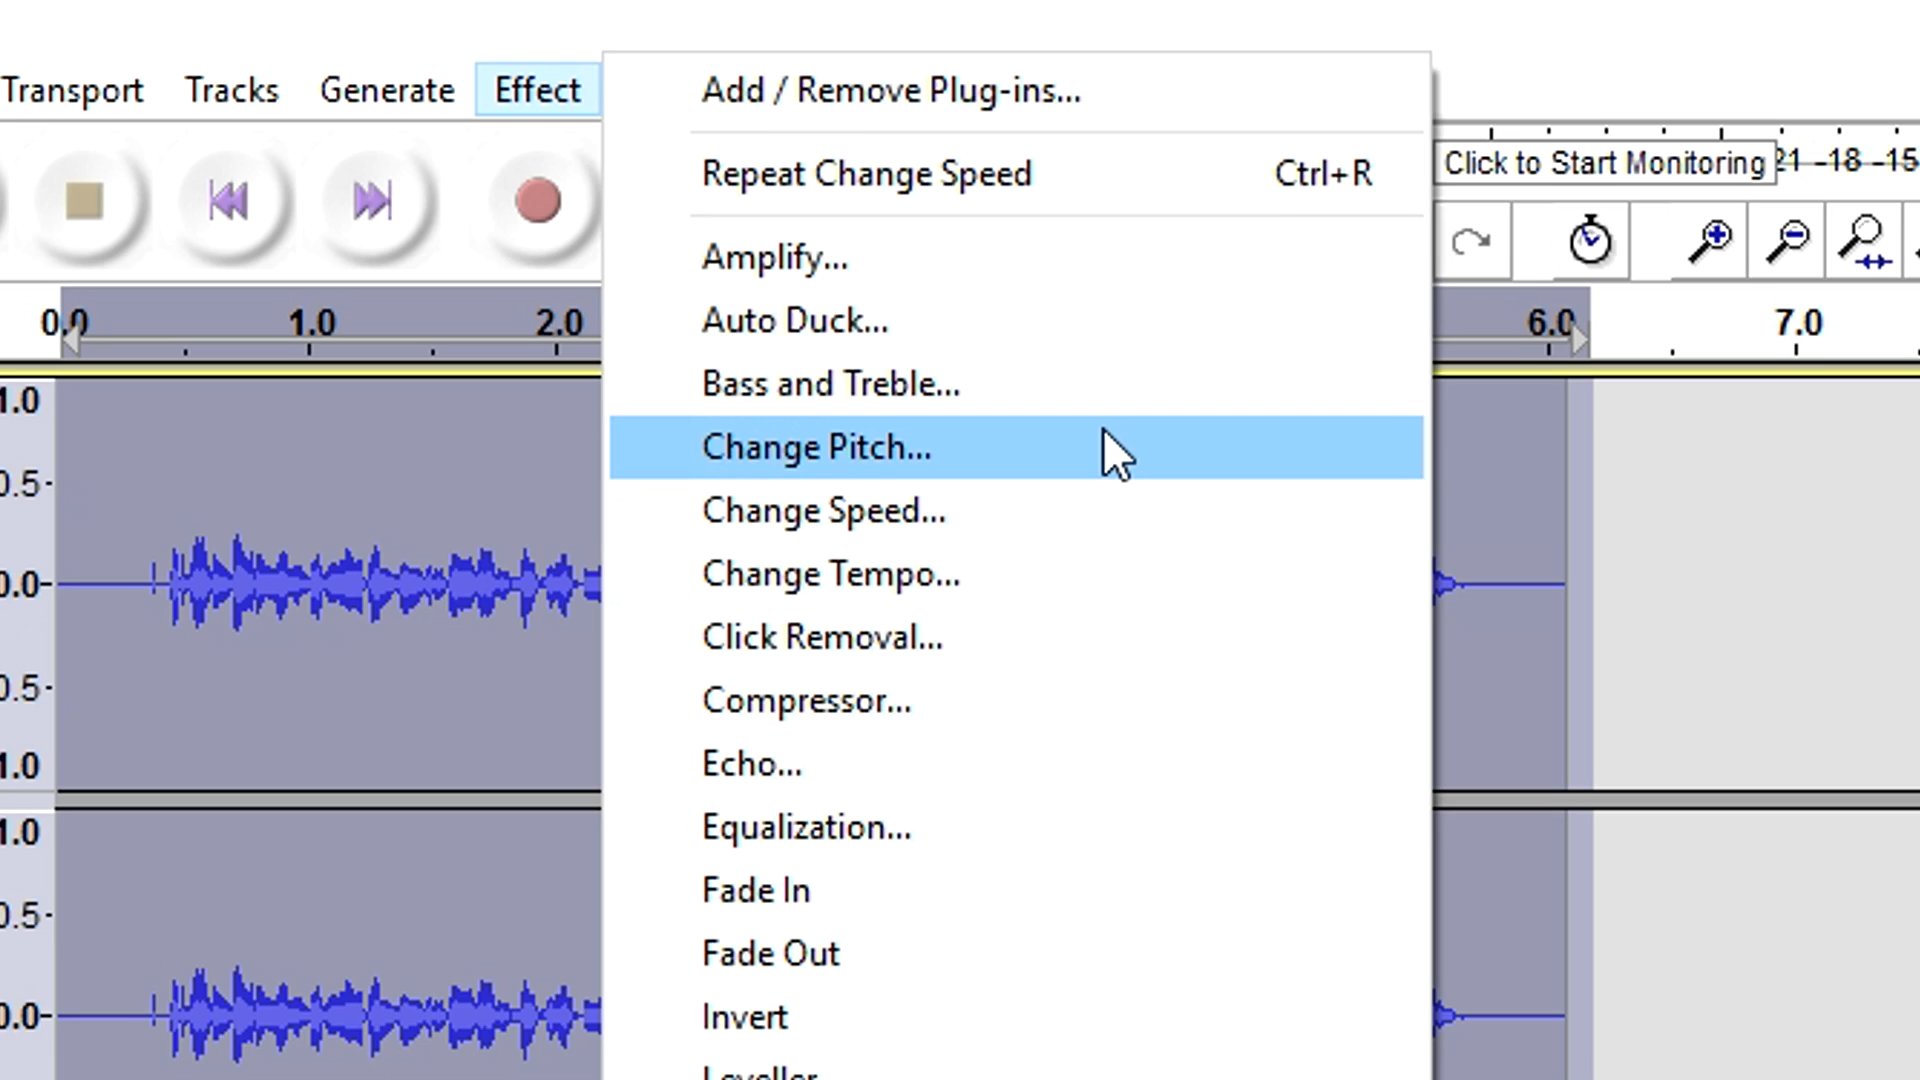 Transport Tracks Generate Effect
Add / Remove Plug-ins...
Repeat Change Speed Ctrl+R
Click to Start Monitoring 21 -18 -15
Amplify...
Auto Duck...
0.0 1.0 2.0 6.0 7.0
Bass and Treble...
1.0
Change Pitch...
0.5
Change Speed...
Change Tempo...
0.0
Click Removal...
0.5
Compressor...
1.0
Echo...
1.0
Equalization...
Fade In
0.5
Fade Out
0.0
Invert
Leveller